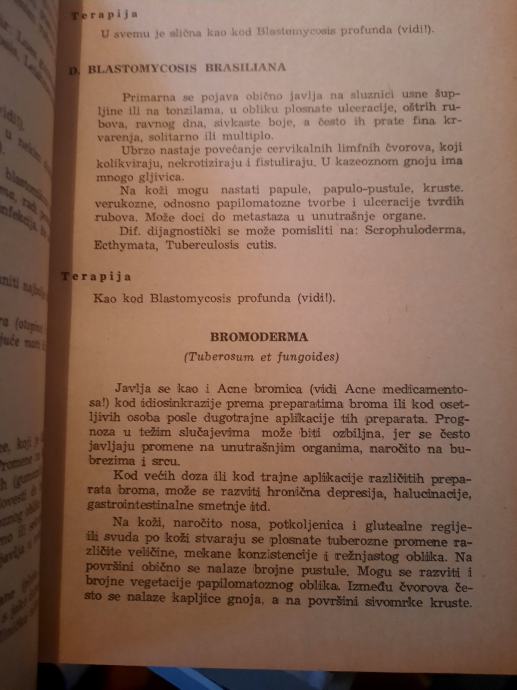 Terapija
U svemu je slična kao kod Blastomycosis profunda (vidi!).
D. BLASTOMYCOSIS BRASILIANA
Primarna se pojava obično javlja na sluznici usne šup-
ljine ili na tonzilama, u obliku plosnate ulceracije, oštrih ru-
bova, ravnog dna, sivkaste boje, a često ih prate fina kr-
varenja, solitarno ili multiplo.
Ubrzo nastaje povećanje cervikalnih limfnih čvorova, koji
kolikviraju, nekrotiziraju i fistuliraju. U kazeoznom gnoju ima
mnogo gljivica.
Na koži mogu nastati papule, papulo-pustule, kruste.
verukozne, odnosno papilomatozne tvorbe i ulceracije tvrdih
rubova. Može doci do metastaza u unutrašnje organe.
Dif. dijagnostički se može pomisliti na: Scrophuloderma,
Ecthymata, Tuberculosis cutis.
Terapija
Kao kod Blastomycosis profunda (vidi!).
BROMODERMA
(Tuberosum et fungoides)
Javlja se kao i Acne bromica (vidi Acne medicamento-
sa!) kod idiosinkrazije prema preparatima broma ili kod oset-
ljivih osoba posle dugotrajne aplikacije tih preparata. Prog-
noza u težim slučajevima može biti ozbiljna, jer se često
javljaju promene na unutrašnjim organima, naročito na bu-
brezima i srcu.
Kod većih doza ili kod trajne aplikacije različitih prepa-
rata broma, može se razviti hronična depresija, halucinacije,
gastrointestinalne smetnje itd.
Na koži, naročito nosa, potkoljenica i glutealne regije-
ili svuda po koži stvaraju se plosnate tuberozne promene ra-
zličite veličine, mekane konzistencije i režnjastog oblika. Na
površini obično se nalaze brojne pustule. Mogu se razviti i
brojne vegetacije papilomatoznog oblika. Između čvorova če-
sto se nalaze kapljice gnoja, a na površini sivomrke kruste.